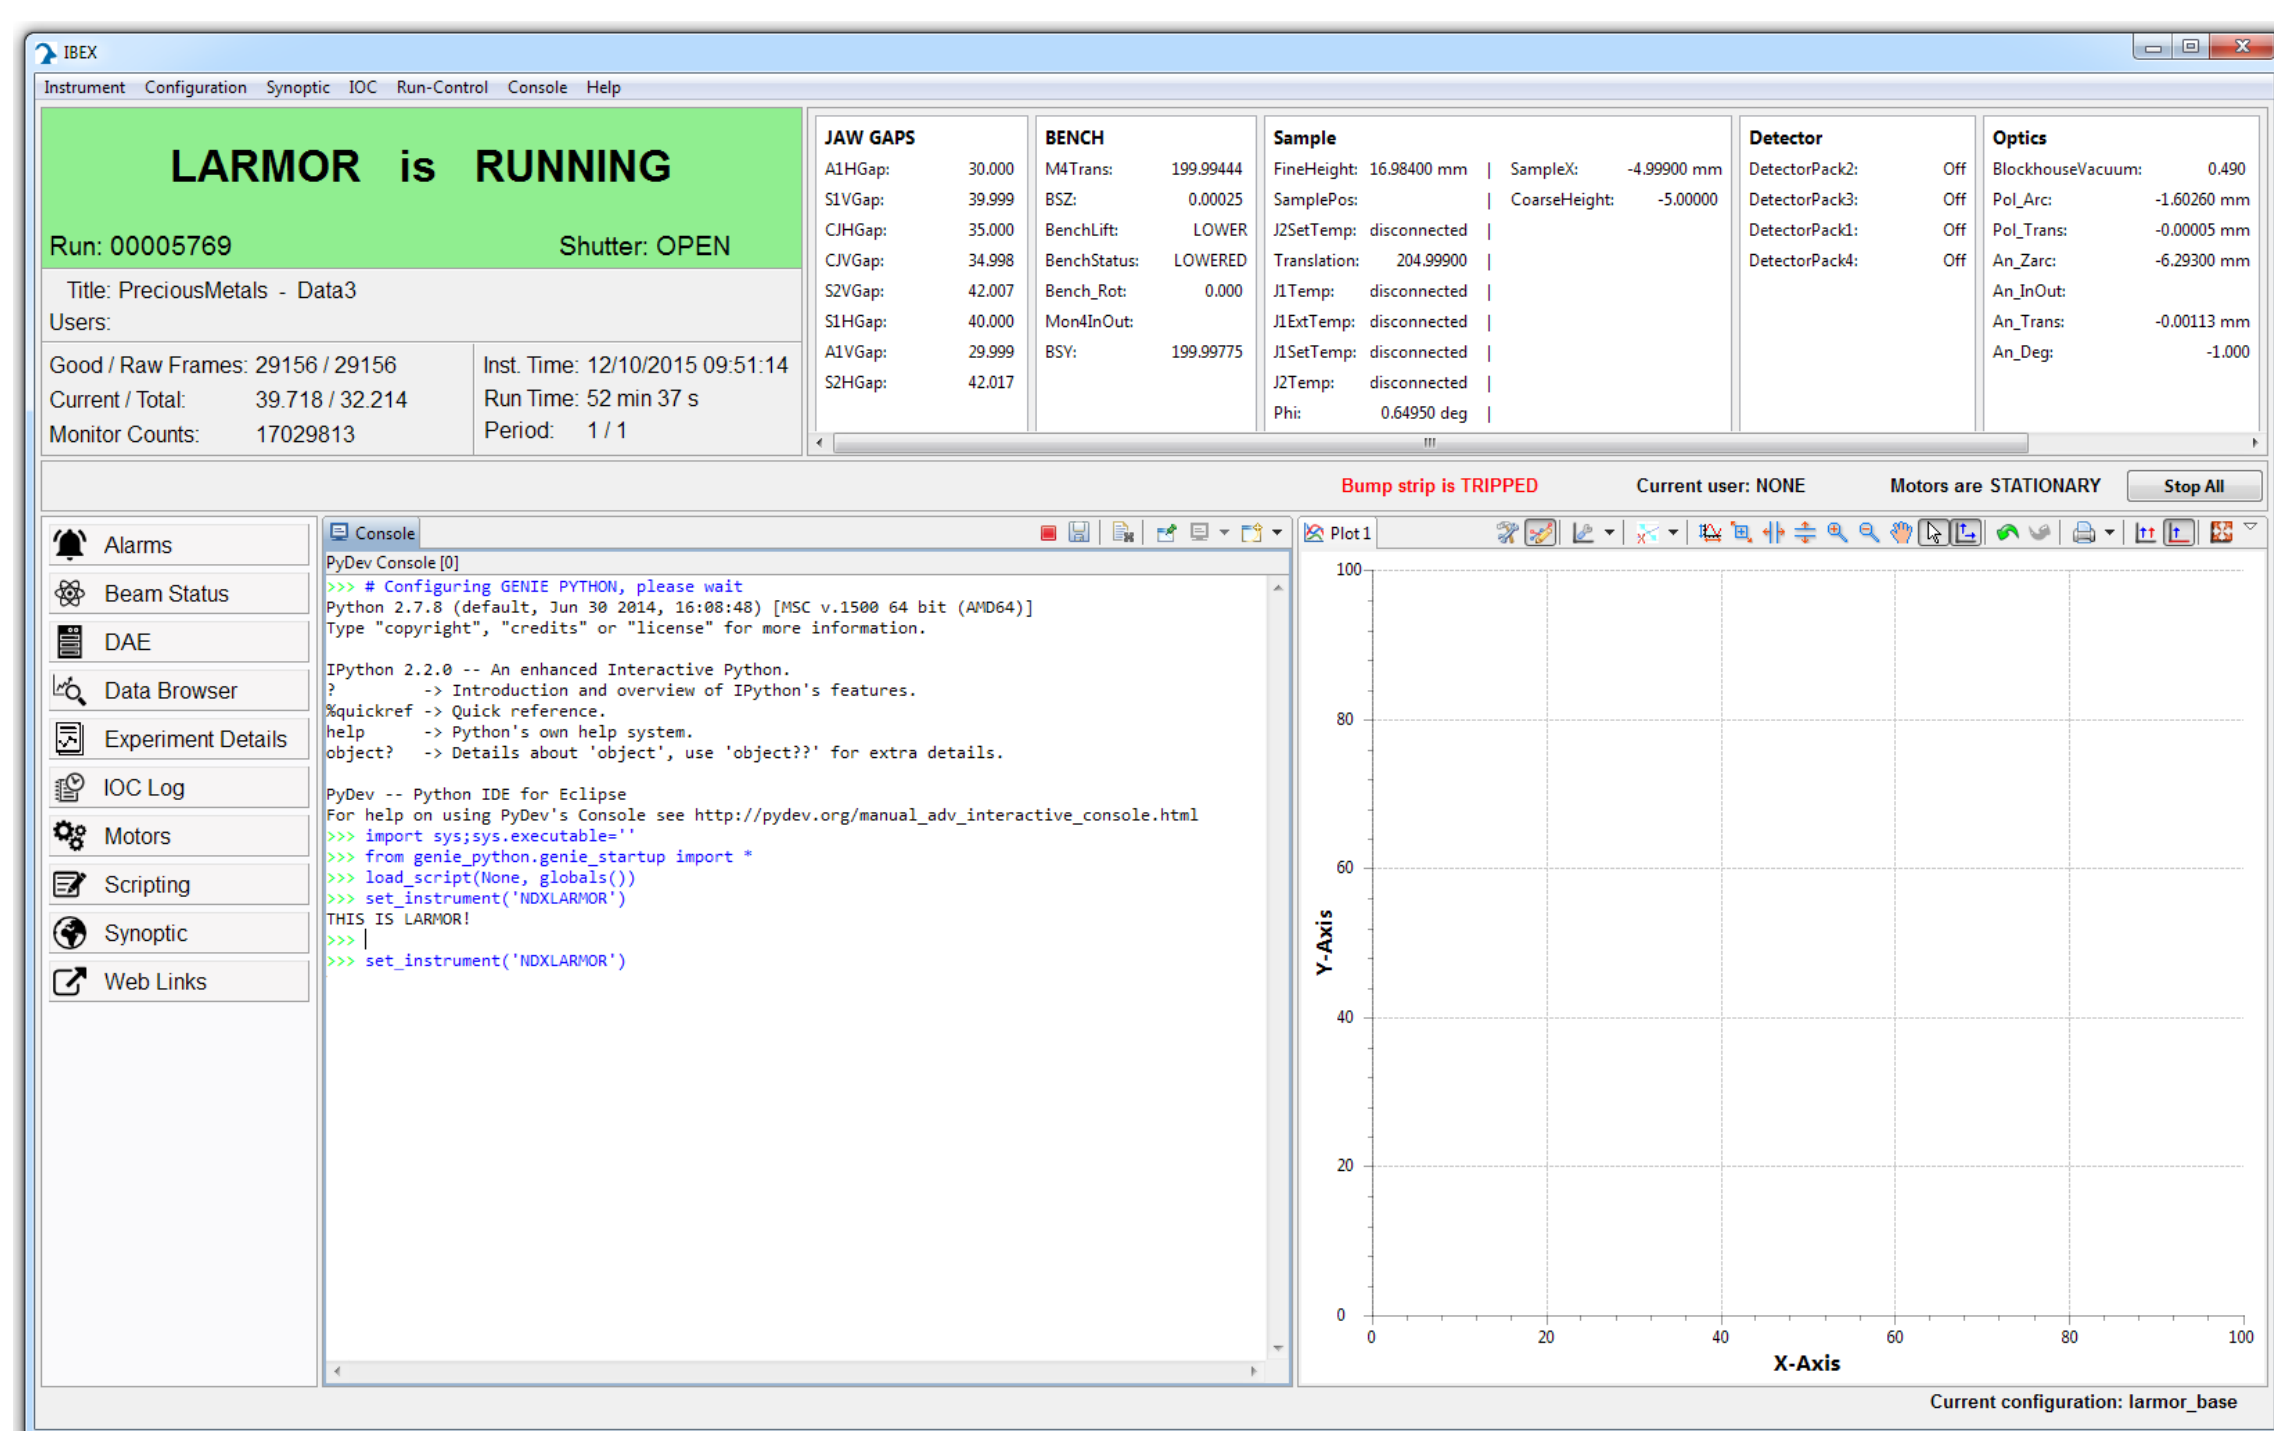 IBEX
Instrument Configuration Synoptic IOC Run-Control Console Help
LARMOR is RUNNING
Run: 00005769 Shutter: OPEN
Title: PreciousMetals - Data3
Users:
Good / Raw Frames: 29156 / 29156
Current / Total: 39.718 / 32.214
Monitor Counts: 17029813
Inst. Time: 12/10/2015 09:51:14
Run Time: 52 min 37 s
Period: 1 / 1
JAW GAPS
A1HGap: 30.000
S1VGap: 39.999
CJHGap: 35.000
CJVGap: 34.998
S2VGap: 42.007
S1HGap: 40.000
A1VGap: 29.999
S2HGap: 42.017
BENCH
M4Trans: 199.99444
BSZ: 0.00025
BenchLift: LOWER
BenchStatus: LOWERED
Bench_Rot: 0.000
Mon4InOut:
BSY: 199.99775
Sample
FineHeight: 16.98400 mm | SampleX: -4.99900 mm
SamplePos: | CoarseHeight: -5.00000
J2SetTemp: disconnected |
Translation: 204.99900 |
J1Temp: disconnected |
J1ExtTemp: disconnected |
J1SetTemp: disconnected |
J2Temp: disconnected |
Phi: 0.64950 deg |
Detector
DetectorPack2: Off
DetectorPack3: Off
DetectorPack1: Off
DetectorPack4: Off
Optics
BlockhouseVacuum: 0.490
Pol_Arc: -1.60260 mm
Pol_Trans: -0.00005 mm
An_Zarc: -6.29300 mm
An_InOut:
An_Trans: -0.00113 mm
An_Deg: -1.000
Bump strip is TRIPPED Current user: NONE Motors are STATIONARY Stop All
Alarms
Beam Status
DAE
Data Browser
Experiment Details
IOC Log
Motors
Scripting
Synoptic
Web Links
Console
PyDev Console [0]
>>> # Configuring GENIE PYTHON, please wait
Python 2.7.8 (default, Jun 30 2014, 16:08:48) [MSC v.1500 64 bit (AMD64)]
Type "copyright", "credits" or "license" for more information.
IPython 2.2.0 -- An enhanced Interactive Python.
? -> Introduction and overview of IPython's features.
%quickref -> Quick reference.
help -> Python's own help system.
object? -> Details about 'object', use 'object??' for extra details.
PyDev -- Python IDE for Eclipse
For help on using PyDev's Console see http://pydev.org/manual_adv_interactive_console.html
>>> import sys;sys.executable=''
>>> from genie_python.genie_startup import *
>>> load_script(None, globals())
>>> set_instrument('NDXLARMOR')
THIS IS LARMOR!
>>>
>>> set_instrument('NDXLARMOR')
Plot 1
100
80
60
40
20
0
Y-Axis
0 20 40 60 80 100
X-Axis
Current configuration: larmor_base